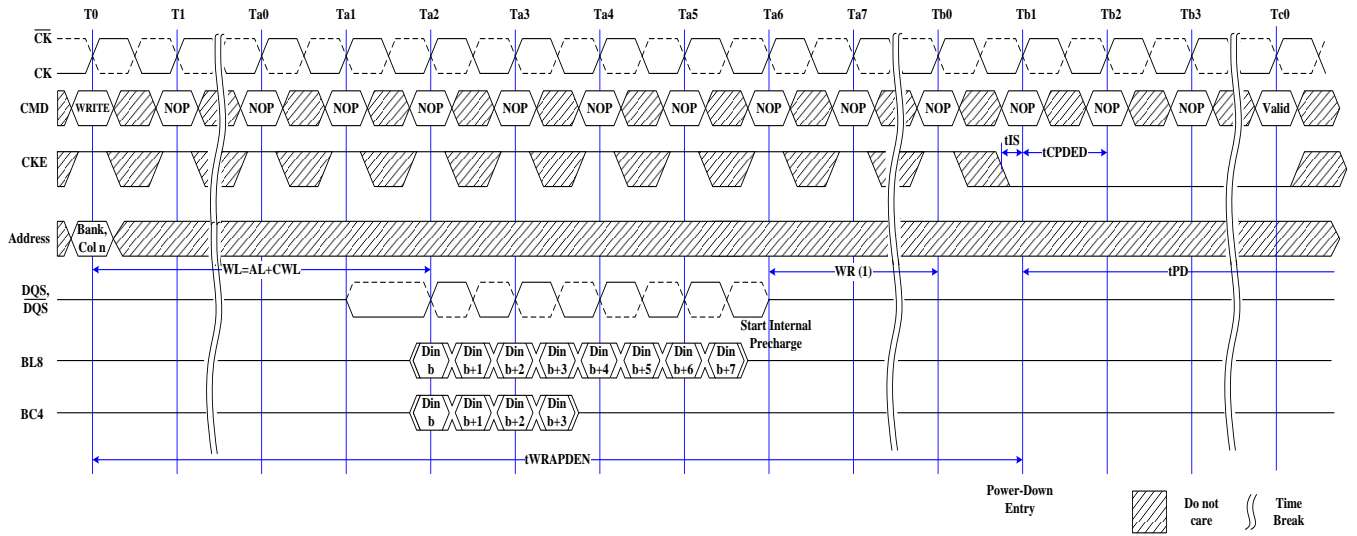 T0 T1 Ta0 Ta1 Ta2 Ta3 Ta4 Ta5 Ta6 Ta7 Tb0 Tb1 Tb2 Tb3 Tc0
CK
CK
CMD WRITE NOP NOP NOP NOP NOP NOP NOP NOP NOP NOP NOP NOP NOP Valid
tIS
CKE tCPDED
Address Bank, Col n
WL=AL+CWL WR (1) tPD
DQS,
DQS
Start Internal
Precharge
BL8 Din b Din b+1 Din b+2 Din b+3 Din b+4 Din b+5 Din b+6 Din b+7
BC4 Din b Din b+1 Din b+2 Din b+3
tWRAPDEN
Power-Down
Entry
Do not
care
Time
Break